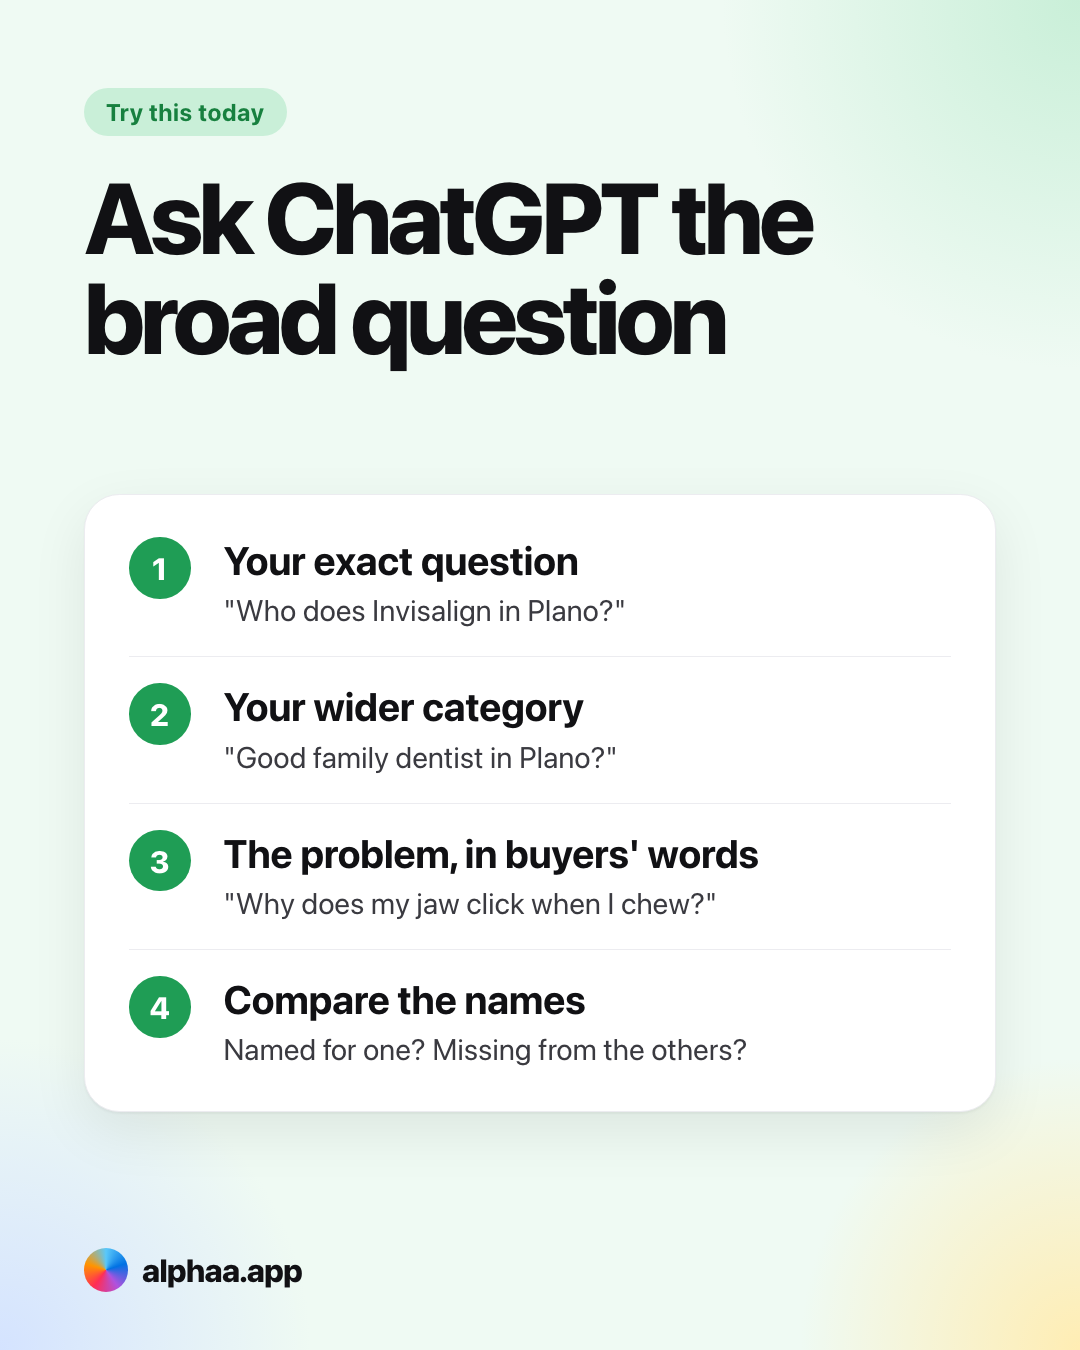 Try this today
Ask ChatGPT the
broad question
1
Your exact question
"Who does Invisalign in Plano?"
2
Your wider category
"Good family dentist in Plano?"
3
The problem, in buyers' words
"Why does my jaw click when I chew?"
4
Compare the names
Named for one? Missing from the others?
alphaa.app